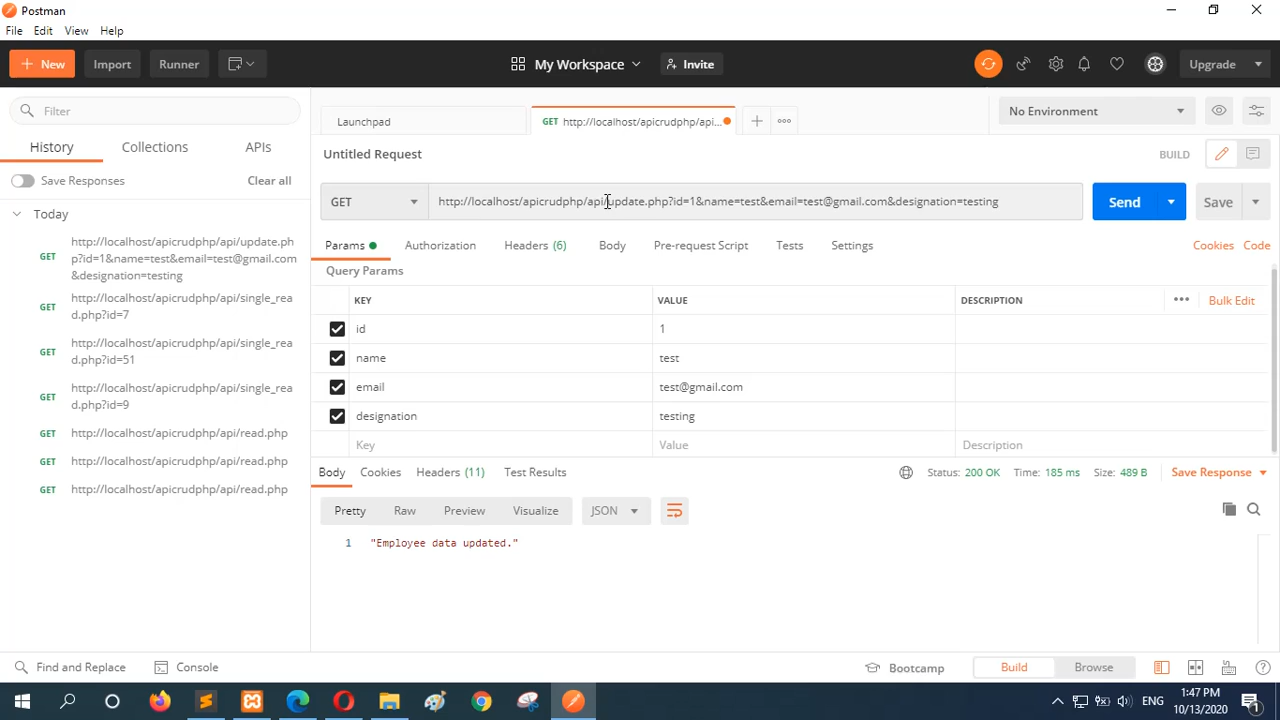 Postman
File Edit View Help
New Import Runner My Workspace Invite Upgrade
Filter
History Collections APIs
Save Responses Clear all
Today
GET http://localhost/apicrudphp/api/update.ph
p?id=1&name=test&email=test@gmail.com
&designation=testing
GET http://localhost/apicrudphp/api/single_rea
d.php?id=7
GET http://localhost/apicrudphp/api/single_rea
d.php?id=51
GET http://localhost/apicrudphp/api/single_rea
d.php?id=9
GET http://localhost/apicrudphp/api/read.php
GET http://localhost/apicrudphp/api/read.php
GET http://localhost/apicrudphp/api/read.php
Launchpad GET http://localhost/apicrudphp/api... No Environment
Untitled Request BUILD
GET http://localhost/apicrudphp/api/update.php?id=1&name=test&email=test@gmail.com&designation=testing Send Save
Params Authorization Headers (6) Body Pre-request Script Tests Settings Cookies Code
Query Params
KEY VALUE DESCRIPTION Bulk Edit
id 1
name test
email test@gmail.com
designation testing
Key Value Description
Body Cookies Headers (11) Test Results Status: 200 OK Time: 185 ms Size: 489 B Save Response
Pretty Raw Preview Visualize JSON
1 "Employee data updated."
Find and Replace Console Bootcamp Build Browse
ENG 1:47 PM
10/13/2020
1